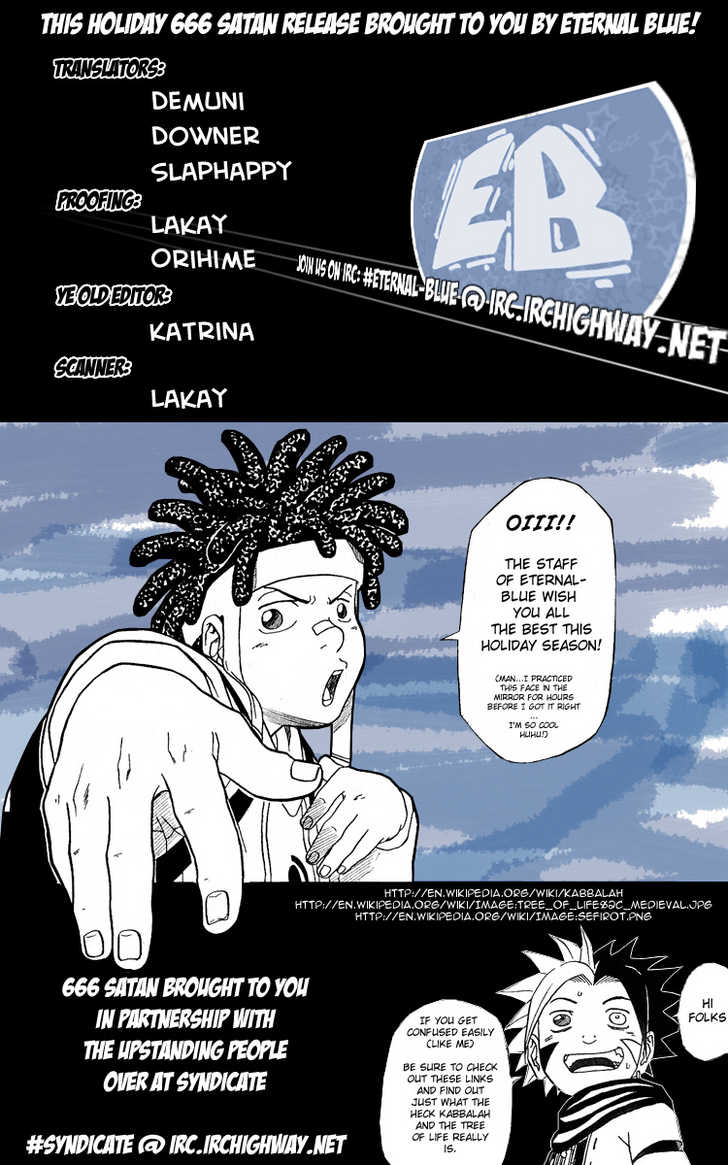 THIS HOLIDAY 666 SATAN RELEASE BROUGHT TO YOU BY ETERNAL BLUE!
TRANSLATORS:
DEMUNI
DOWNER
SLAPHAPPY
PROOFING:
LAKAY
ORIHIME
YE OLD EDITOR:
KATRINA
SCANNER:
LAKAY
EB
JOIN US ON IRC: #ETERNAL-BLUE @ IRC.IRCHIGHWAY.NET
OIII!!
THE STAFF
OF ETERNAL-
BLUE WISH
YOU ALL
THE BEST THIS
HOLIDAY SEASON!
(MAN...I PRACTICED
THIS FACE IN THE
MIRROR FOR HOURS
BEFORE I GOT IT RIGHT
...
I'M SO COOL
HUHU!)
HTTP://EN.WIKIPEDIA.ORG/WIKI/KABBALAH
HTTP://EN.WIKIPEDIA.ORG/WIKI/IMAGE:TREE_OF_LIFE%2C_MEDIEVAL.JPG
HTTP://EN.WIKIPEDIA.ORG/WIKI/IMAGE:SEFIROT.PNG
666 SATAN BROUGHT TO YOU
IN PARTNERSHIP WITH
THE UPSTANDING PEOPLE
OVER AT SYNDICATE
#SYNDICATE @ IRC.IRCHIGHWAY.NET
HI
FOLKS
IF YOU GET
CONFUSED EASILY
(LIKE ME)
BE SURE TO CHECK
OUT THESE LINKS
AND FIND OUT
JUST WHAT THE
HECK KABBALAH
AND THE TREE
OF LIFE REALLY
IS.